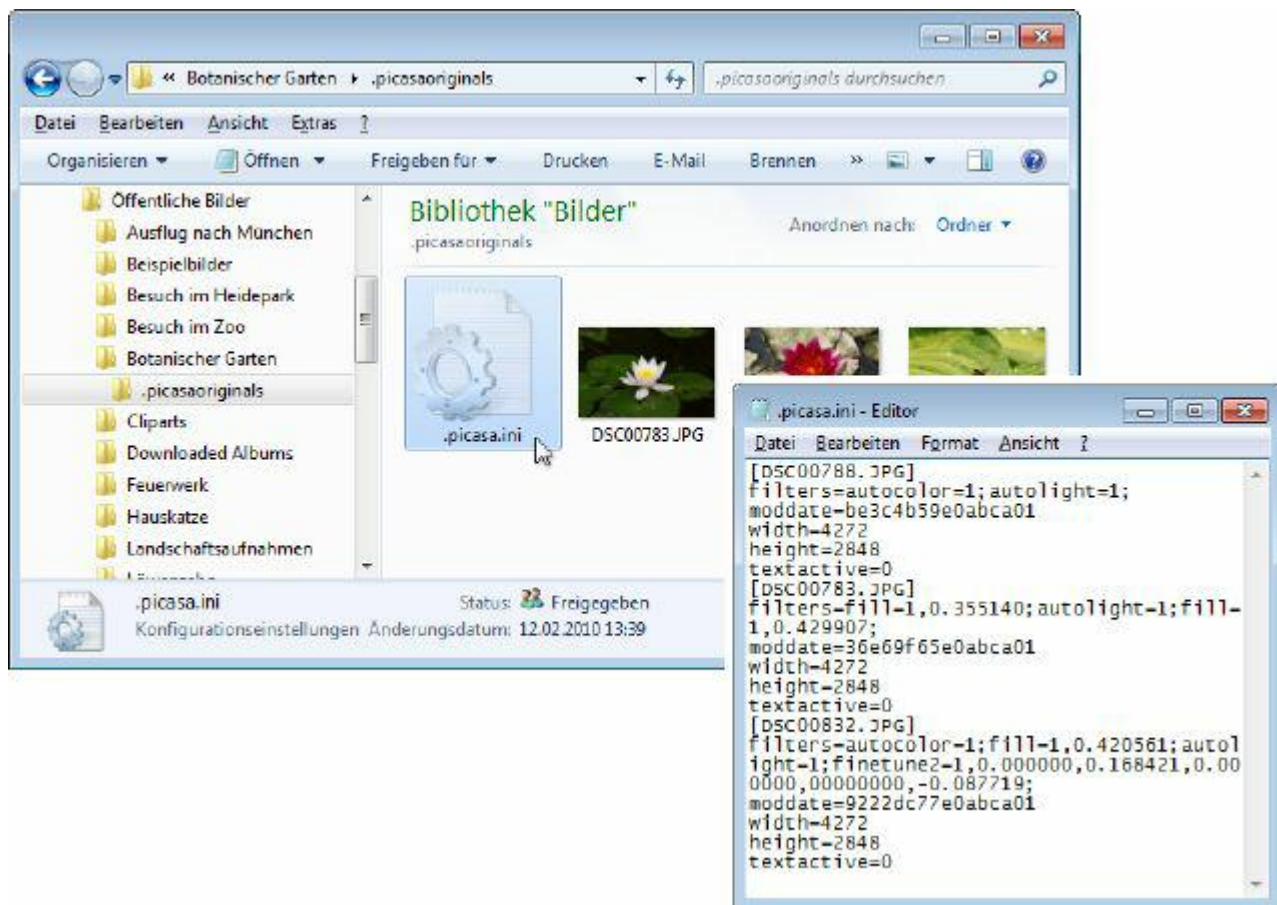 « Botanischer Garten ▸ .picasaoriginals
.picasaoriginals durchsuchen
Datei Bearbeiten Ansicht Extras ?
Organisieren Öffnen Freigeben für Drucken E-Mail Brennen »
Öffentliche Bilder
Ausflug nach München
Beispielbilder
Besuch im Heidepark
Besuch im Zoo
Botanischer Garten
.picasaoriginals
Cliparts
Downloaded Albums
Feuerwerk
Hauskatze
Landschaftsaufnahmen
Bibliothek "Bilder"
.picasaoriginals
Anordnen nach: Ordner
.picasa.ini
DSC00783.JPG
.picasa.ini Status: Freigegeben
Konfigurationseinstellungen Änderungsdatum: 12.02.2010 13:39
.picasa.ini - Editor
Datei Bearbeiten Format Ansicht ?
[DSC00788.JPG]
filters=autocolor=1;autolight=1;
moddate=be3c4b59e0abca01
width=4272
height=2848
textactive=0
[DSC00783.JPG]
filters=fill=1,0.355140;autolight=1;fill=
1,0.429907;
moddate=36e69f65e0abca01
width=4272
height=2848
textactive=0
[DSC00832.JPG]
filters=autocolor=1;fill=1,0.420561;autol
ight=1;finetune2=1,0.000000,0.168421,0.00
0000,00000000,-0.087719;
moddate=9222dc77e0abca01
width=4272
height=2848
textactive=0